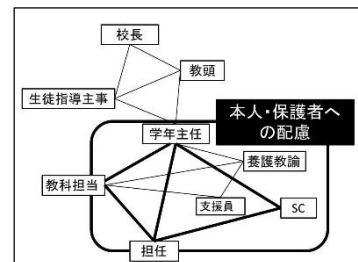 校長
教頭
生徒指導主事
本人・保護者へ
の配慮
学年主任
養護教諭
教科担当
支援員
SC
担任